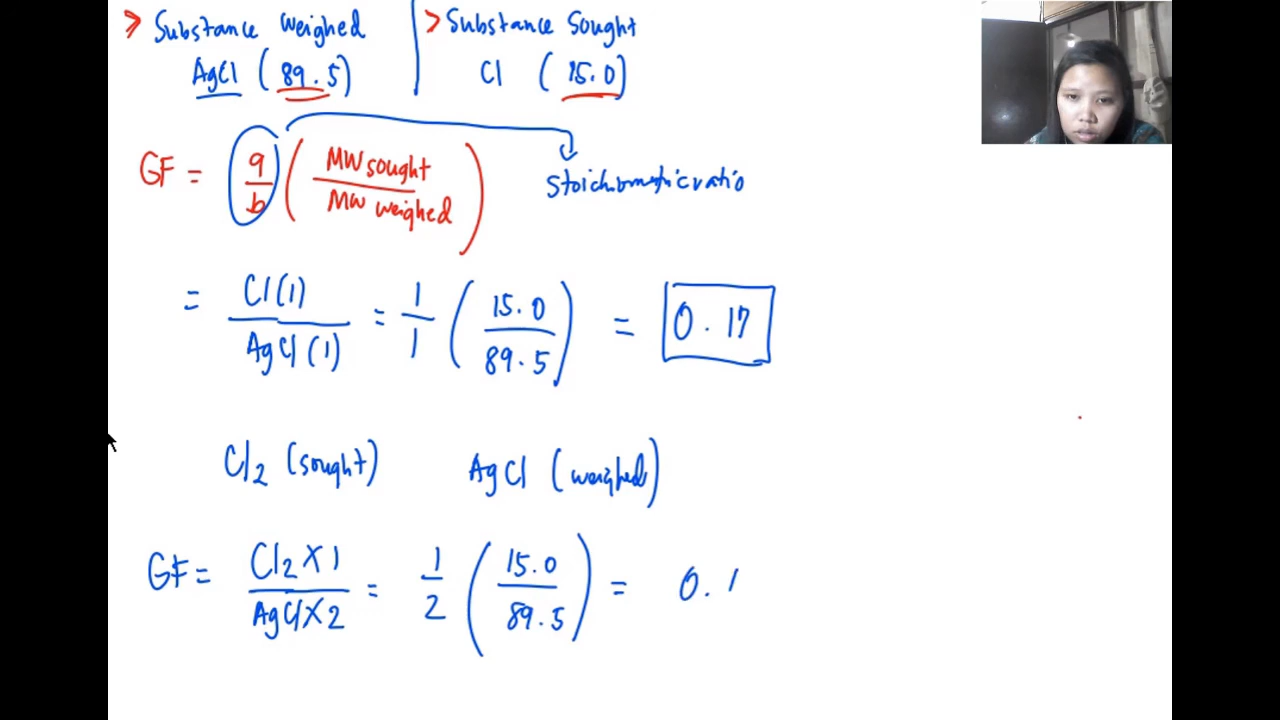 > Substance weighed | > Substance Sought
AgCl (89.5) Cl (15.0)
GF = a/b (MW sought / MW weighed) Stoichiometric ratio
= Cl(1) / AgCl(1) = 1/1 (15.0 / 89.5) = 0.17
Cl2 (sought) AgCl (weighed)
GF = Cl2 X 1 / AgCl X 2 = 1/2 (15.0 / 89.5) = 0.1